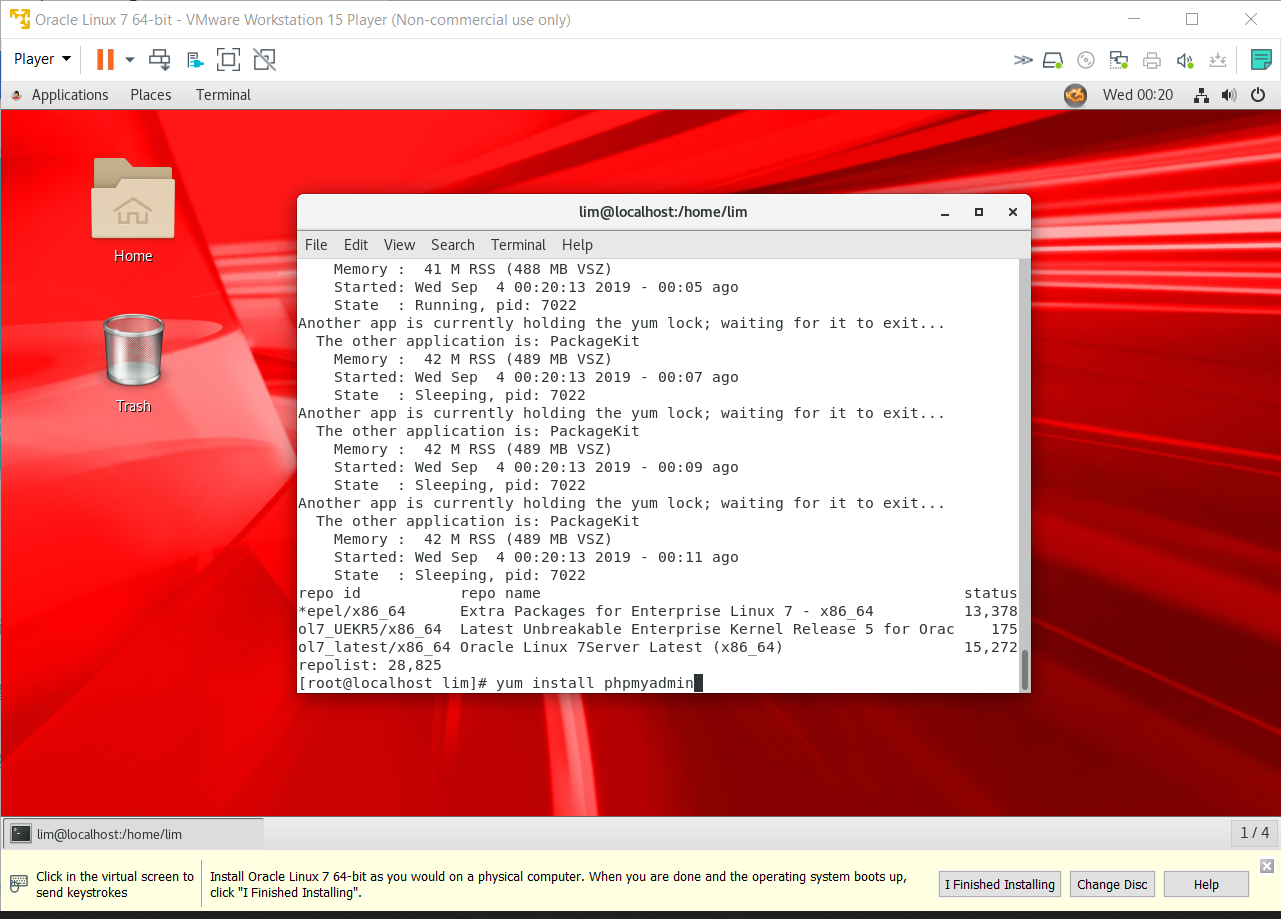 Oracle Linux 7 64-bit - VMware Workstation 15 Player (Non-commercial use only)
Player
Applications Places Terminal Wed 00:20
Home
Trash
lim@localhost:/home/lim
File Edit View Search Terminal Help
Memory : 41 M RSS (488 MB VSZ)
Started: Wed Sep 4 00:20:13 2019 - 00:05 ago
State : Running, pid: 7022
Another app is currently holding the yum lock; waiting for it to exit...
The other application is: PackageKit
Memory : 42 M RSS (489 MB VSZ)
Started: Wed Sep 4 00:20:13 2019 - 00:07 ago
State : Sleeping, pid: 7022
Another app is currently holding the yum lock; waiting for it to exit...
The other application is: PackageKit
Memory : 42 M RSS (489 MB VSZ)
Started: Wed Sep 4 00:20:13 2019 - 00:09 ago
State : Sleeping, pid: 7022
Another app is currently holding the yum lock; waiting for it to exit...
The other application is: PackageKit
Memory : 42 M RSS (489 MB VSZ)
Started: Wed Sep 4 00:20:13 2019 - 00:11 ago
State : Sleeping, pid: 7022
repo id repo name status
*epel/x86_64 Extra Packages for Enterprise Linux 7 - x86_64 13,378
ol7_UEKR5/x86_64 Latest Unbreakable Enterprise Kernel Release 5 for Orac 175
ol7_latest/x86_64 Oracle Linux 7Server Latest (x86_64) 15,272
repolist: 28,825
[root@localhost lim]# yum install phpmyadmin
lim@localhost:/home/lim
1 / 4
Click in the virtual screen to
send keystrokes
Install Oracle Linux 7 64-bit as you would on a physical computer. When you are done and the operating system boots up,
click "I Finished Installing".
I Finished Installing
Change Disc
Help